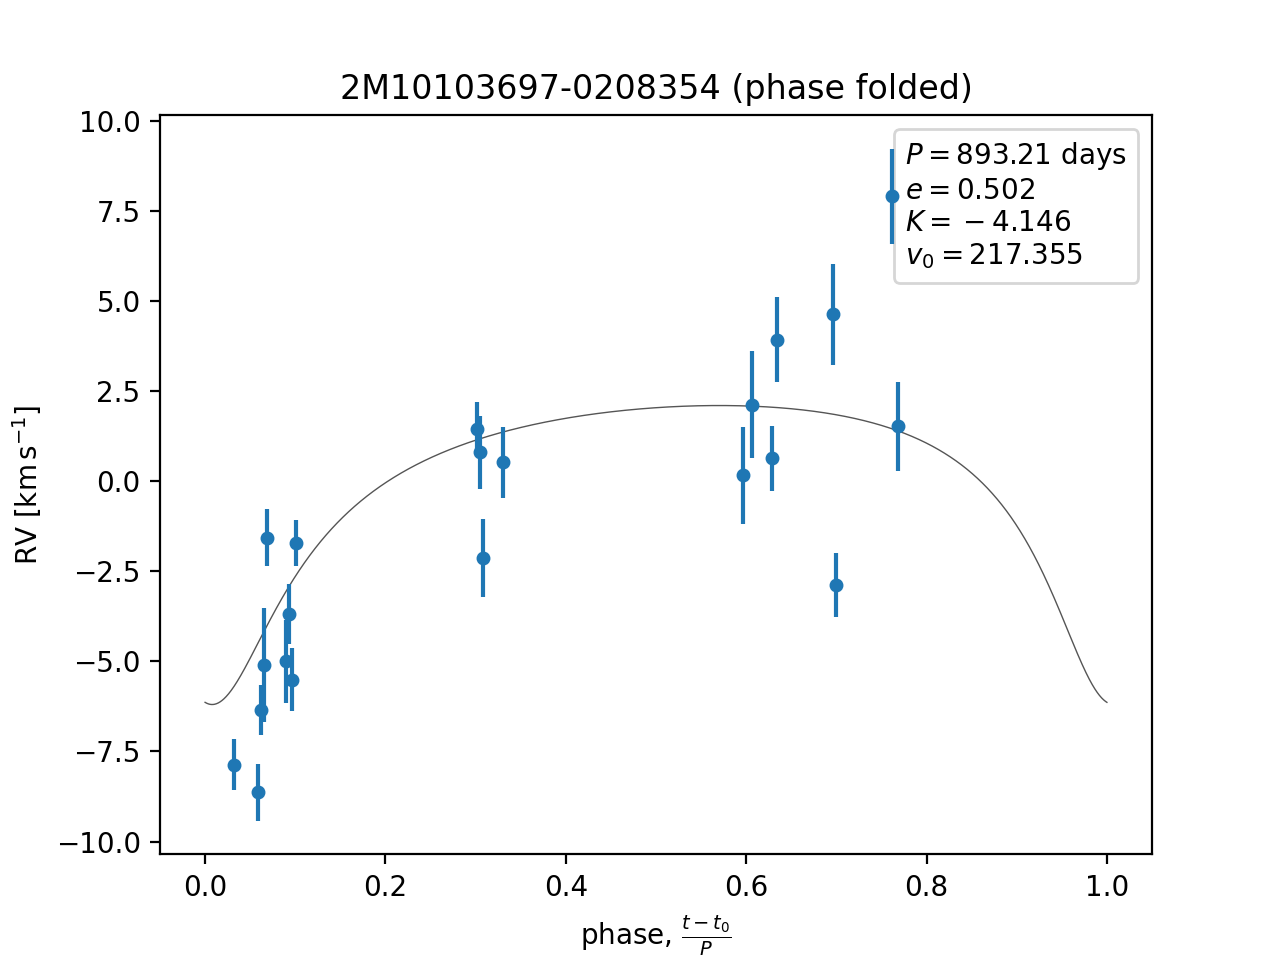 2M10103697-0208354 (phase folded)
P = 893.21 days
e = 0.502
K = −4.146
v₀ = 217.355
10.0
7.5
5.0
2.5
0.0
−2.5
−5.0
−7.5
−10.0
RV [km s⁻¹]
0.0 0.2 0.4 0.6 0.8 1.0
phase, (t − t₀)/P